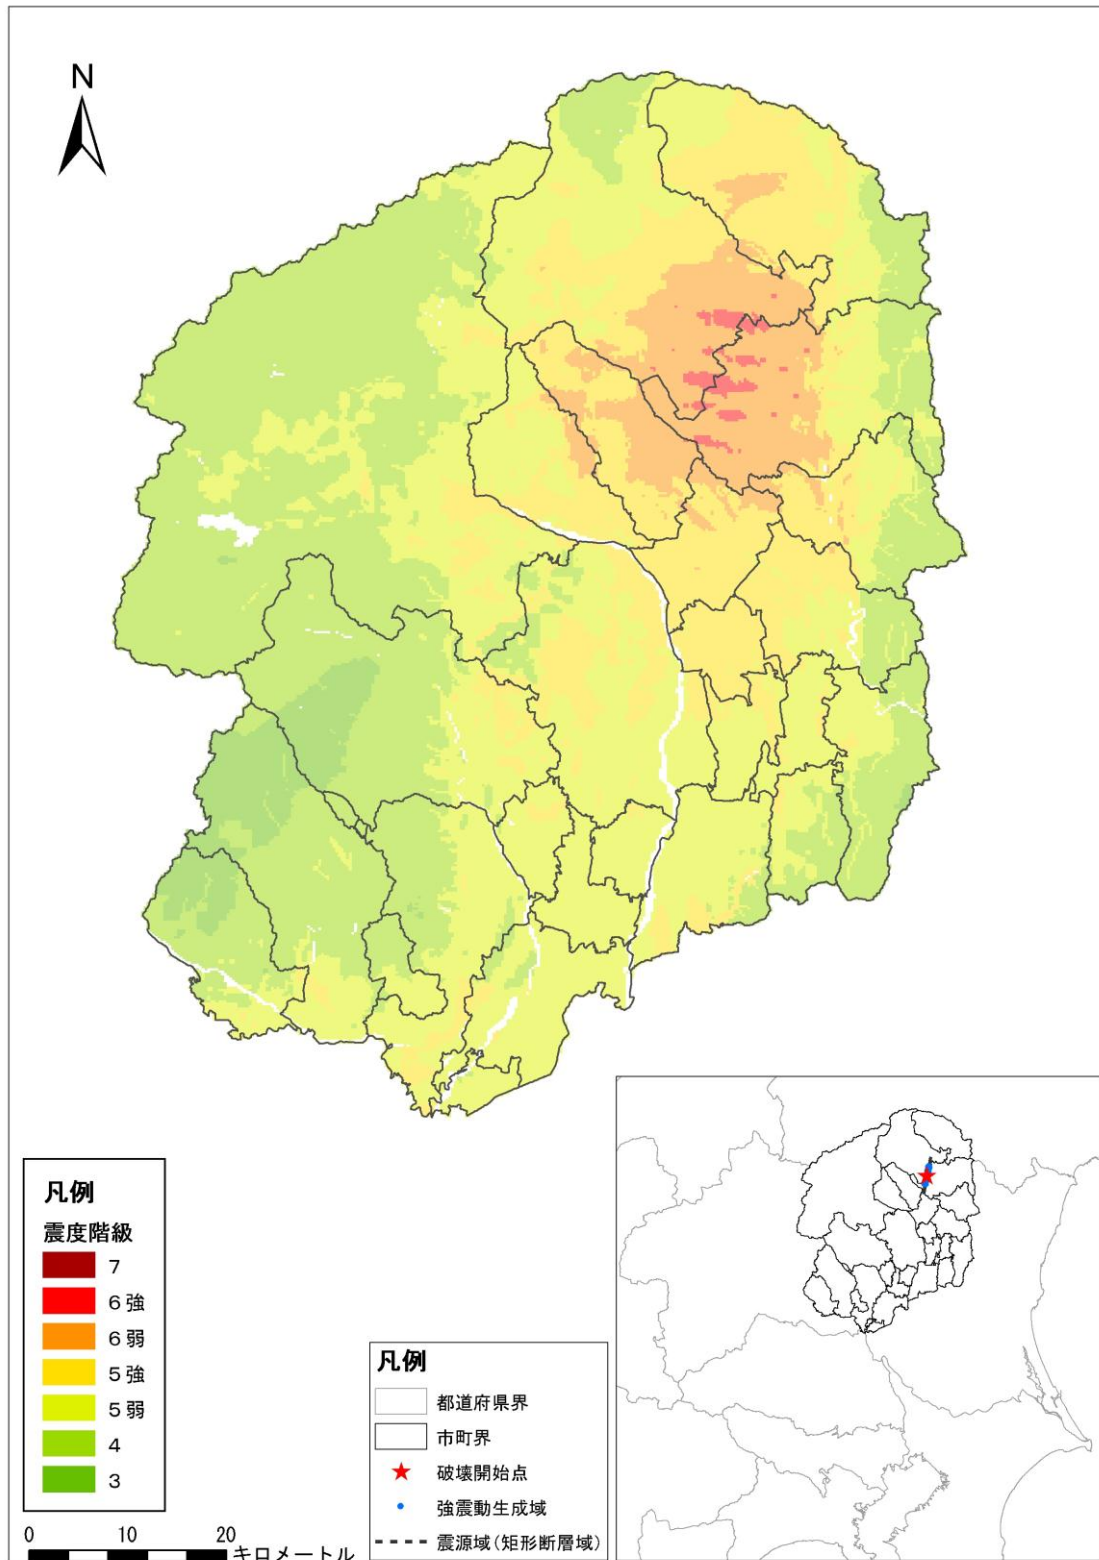 N
凡例
震度階級
7
6強
6弱
5強
5弱
4
3
0 10 20
キロメートル
凡例
都道府県界
市町界
破壊開始点
強震動生成域
震源域(矩形断層域)